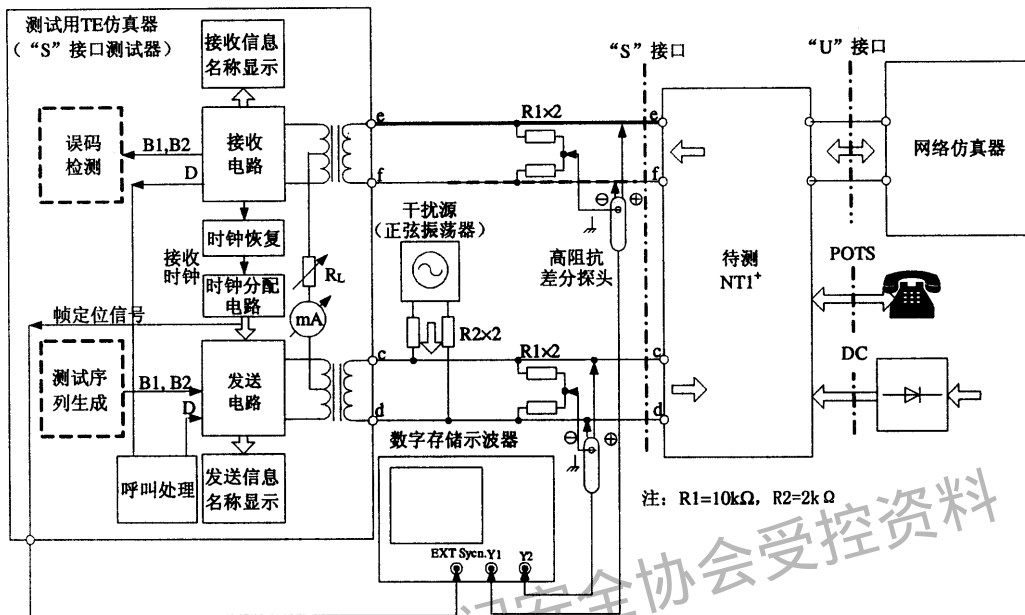 测试用TE仿真器
（“S”接口测试器）
接收信息
名称显示
误码
检测
B1,B2
D
接收
电路
时钟恢复
接收
时钟
时钟分配
电路
帧定位信号
测试序
列生成
B1, B2
D
发送
电路
呼叫处理
发送信息
名称显示
RL
mA
e
f
c
d
干扰源
(正弦振荡器)
R2×2
R1×2
R1×2
高阻抗
差分探头
⊖
⊕
⊖
⊕
数字存储示波器
EXT Sycn.
Y1
Y2
“S”接口
e
f
c
d
待测
NT1⁺
“U”接口
网络仿真器
POTS
DC
注：R1=10kΩ，R2=2kΩ
安全协会受控资料